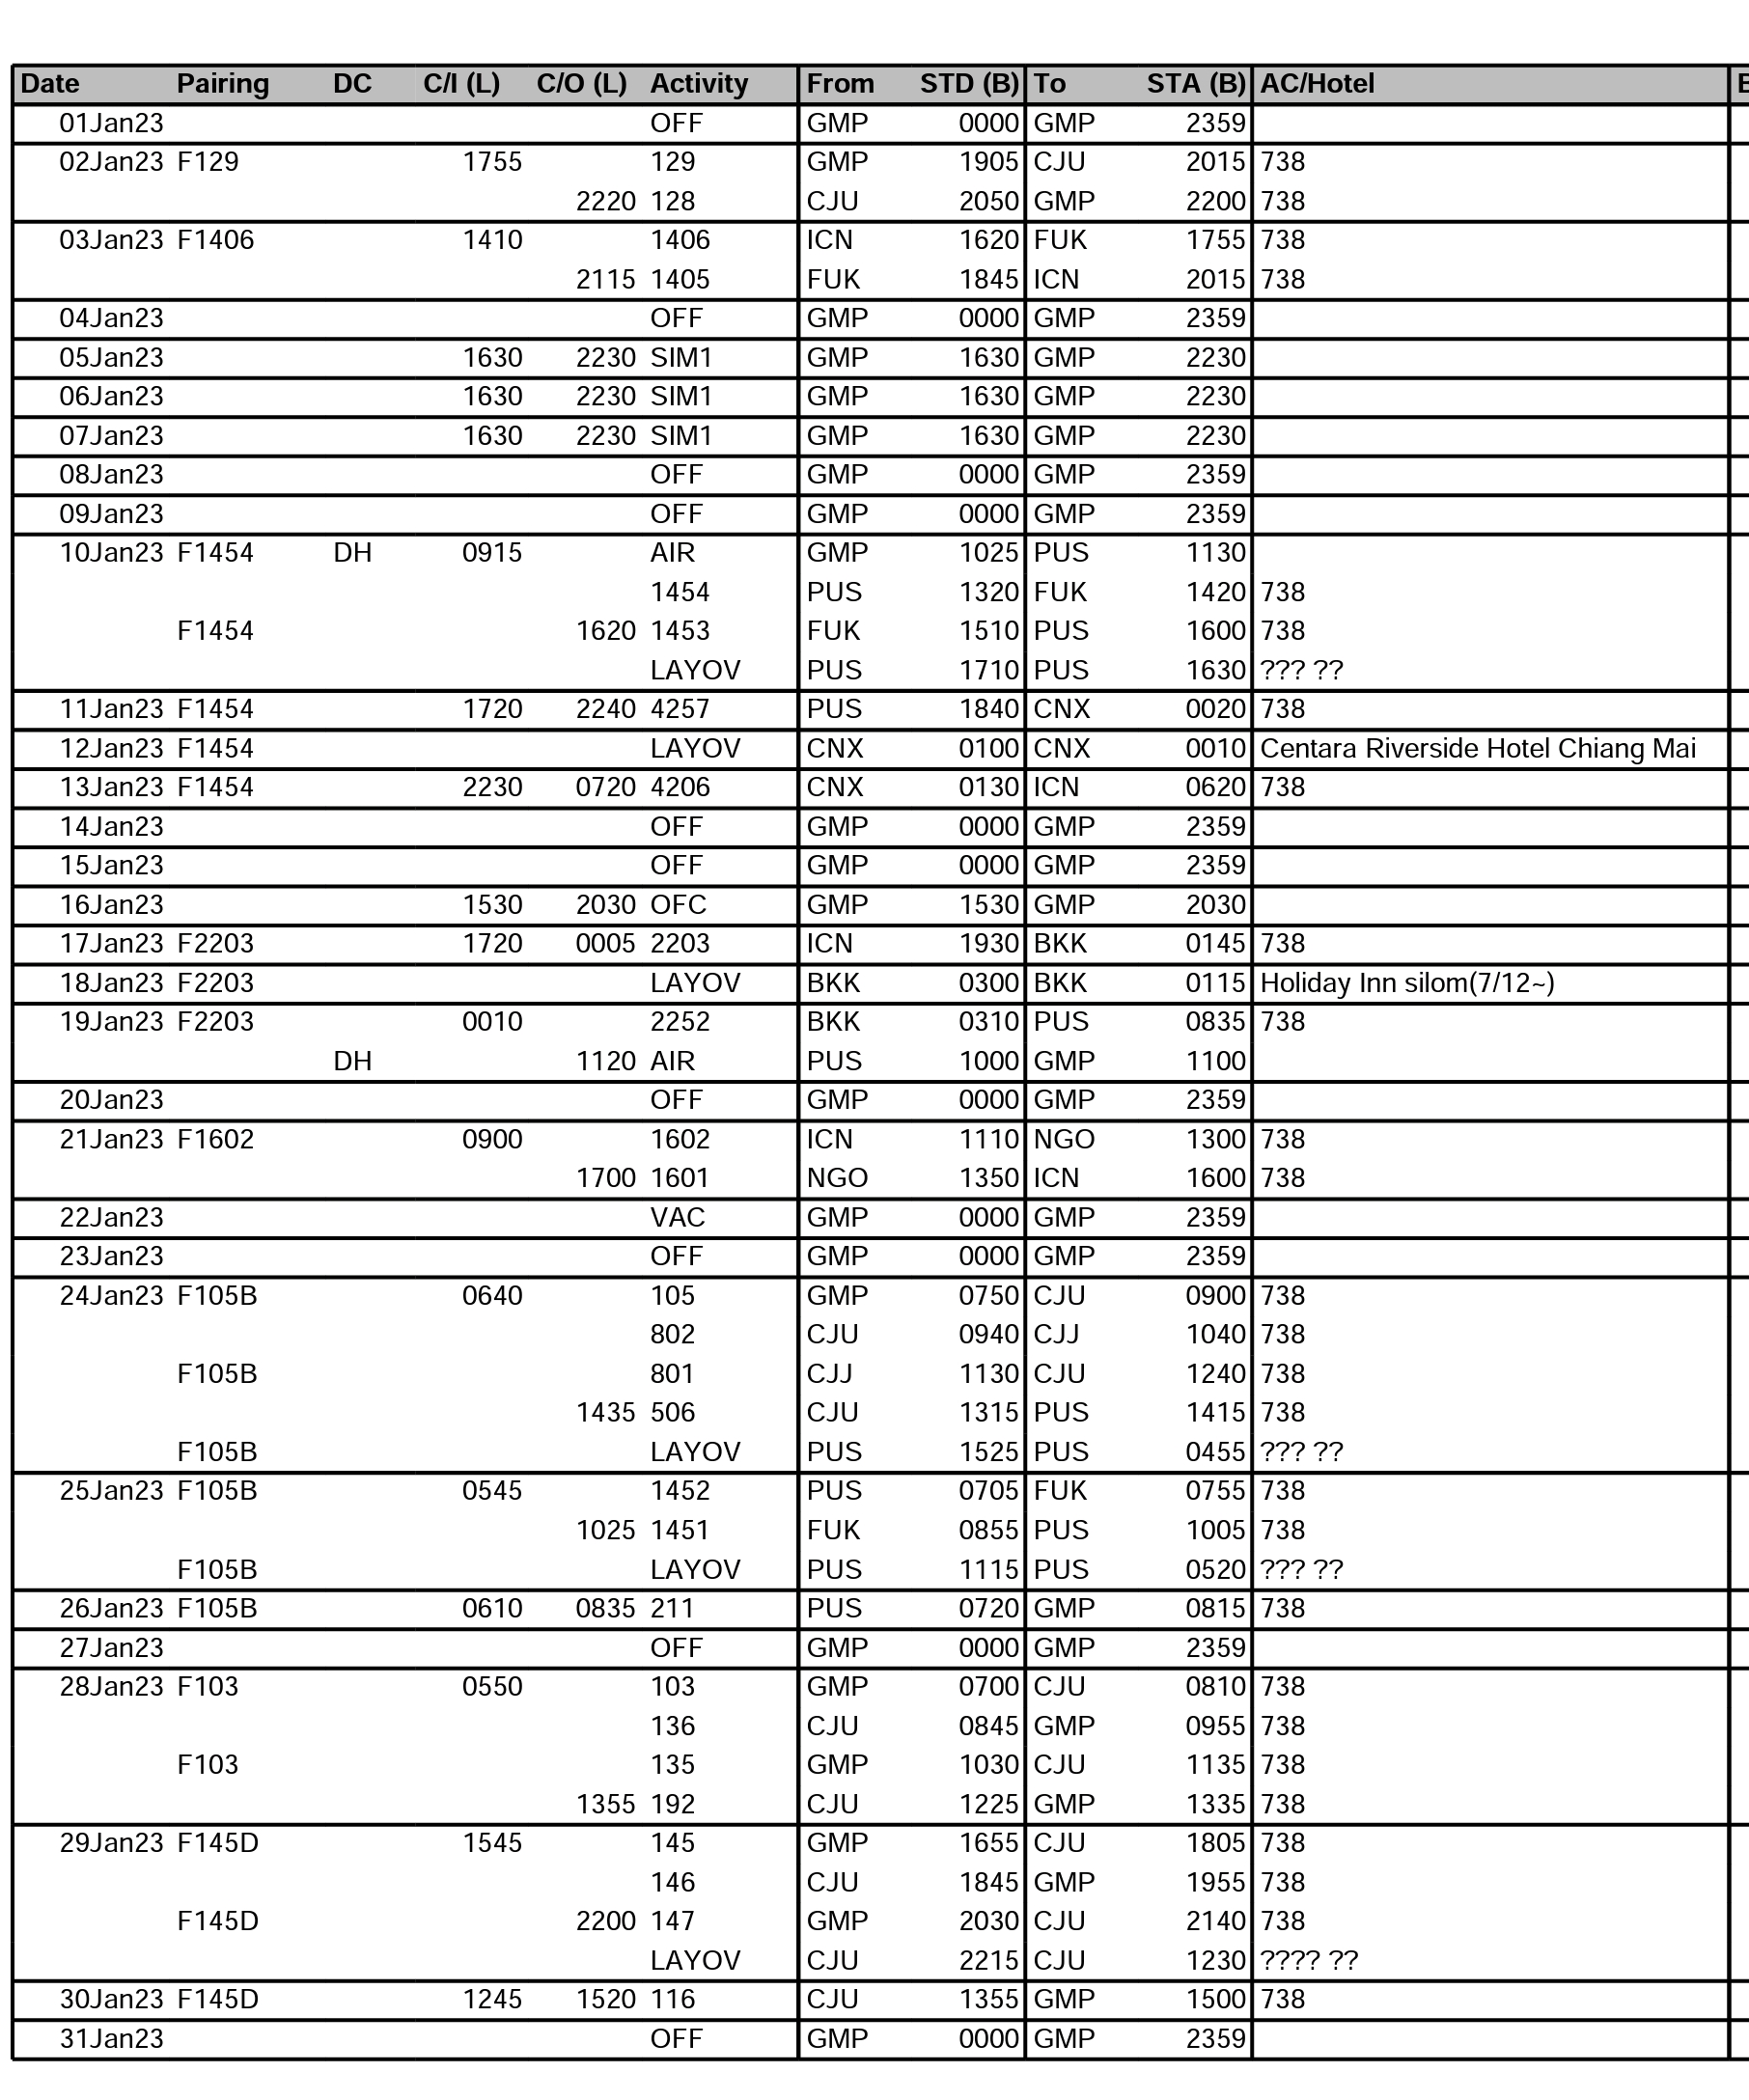 Date Pairing DC C/I (L) C/O (L) Activity From STD (B) To STA (B) AC/Hotel
01Jan23 OFF GMP 0000 GMP 2359
02Jan23 F129 1755 129 GMP 1905 CJU 2015 738
2220 128 CJU 2050 GMP 2200 738
03Jan23 F1406 1410 1406 ICN 1620 FUK 1755 738
2115 1405 FUK 1845 ICN 2015 738
04Jan23 OFF GMP 0000 GMP 2359
05Jan23 1630 2230 SIM1 GMP 1630 GMP 2230
06Jan23 1630 2230 SIM1 GMP 1630 GMP 2230
07Jan23 1630 2230 SIM1 GMP 1630 GMP 2230
08Jan23 OFF GMP 0000 GMP 2359
09Jan23 OFF GMP 0000 GMP 2359
10Jan23 F1454 DH 0915 AIR GMP 1025 PUS 1130
1454 PUS 1320 FUK 1420 738
F1454 1620 1453 FUK 1510 PUS 1600 738
LAYOV PUS 1710 PUS 1630 ??? ??
11Jan23 F1454 1720 2240 4257 PUS 1840 CNX 0020 738
12Jan23 F1454 LAYOV CNX 0100 CNX 0010 Centara Riverside Hotel Chiang Mai
13Jan23 F1454 2230 0720 4206 CNX 0130 ICN 0620 738
14Jan23 OFF GMP 0000 GMP 2359
15Jan23 OFF GMP 0000 GMP 2359
16Jan23 1530 2030 OFC GMP 1530 GMP 2030
17Jan23 F2203 1720 0005 2203 ICN 1930 BKK 0145 738
18Jan23 F2203 LAYOV BKK 0300 BKK 0115 Holiday Inn silom(7/12~)
19Jan23 F2203 0010 2252 BKK 0310 PUS 0835 738
DH 1120 AIR PUS 1000 GMP 1100
20Jan23 OFF GMP 0000 GMP 2359
21Jan23 F1602 0900 1602 ICN 1110 NGO 1300 738
1700 1601 NGO 1350 ICN 1600 738
22Jan23 VAC GMP 0000 GMP 2359
23Jan23 OFF GMP 0000 GMP 2359
24Jan23 F105B 0640 105 GMP 0750 CJU 0900 738
802 CJU 0940 CJJ 1040 738
F105B 801 CJJ 1130 CJU 1240 738
1435 506 CJU 1315 PUS 1415 738
F105B LAYOV PUS 1525 PUS 0455 ??? ??
25Jan23 F105B 0545 1452 PUS 0705 FUK 0755 738
1025 1451 FUK 0855 PUS 1005 738
F105B LAYOV PUS 1115 PUS 0520 ??? ??
26Jan23 F105B 0610 0835 211 PUS 0720 GMP 0815 738
27Jan23 OFF GMP 0000 GMP 2359
28Jan23 F103 0550 103 GMP 0700 CJU 0810 738
136 CJU 0845 GMP 0955 738
F103 135 GMP 1030 CJU 1135 738
1355 192 CJU 1225 GMP 1335 738
29Jan23 F145D 1545 145 GMP 1655 CJU 1805 738
146 CJU 1845 GMP 1955 738
F145D 2200 147 GMP 2030 CJU 2140 738
LAYOV CJU 2215 CJU 1230 ???? ??
30Jan23 F145D 1245 1520 116 CJU 1355 GMP 1500 738
31Jan23 OFF GMP 0000 GMP 2359